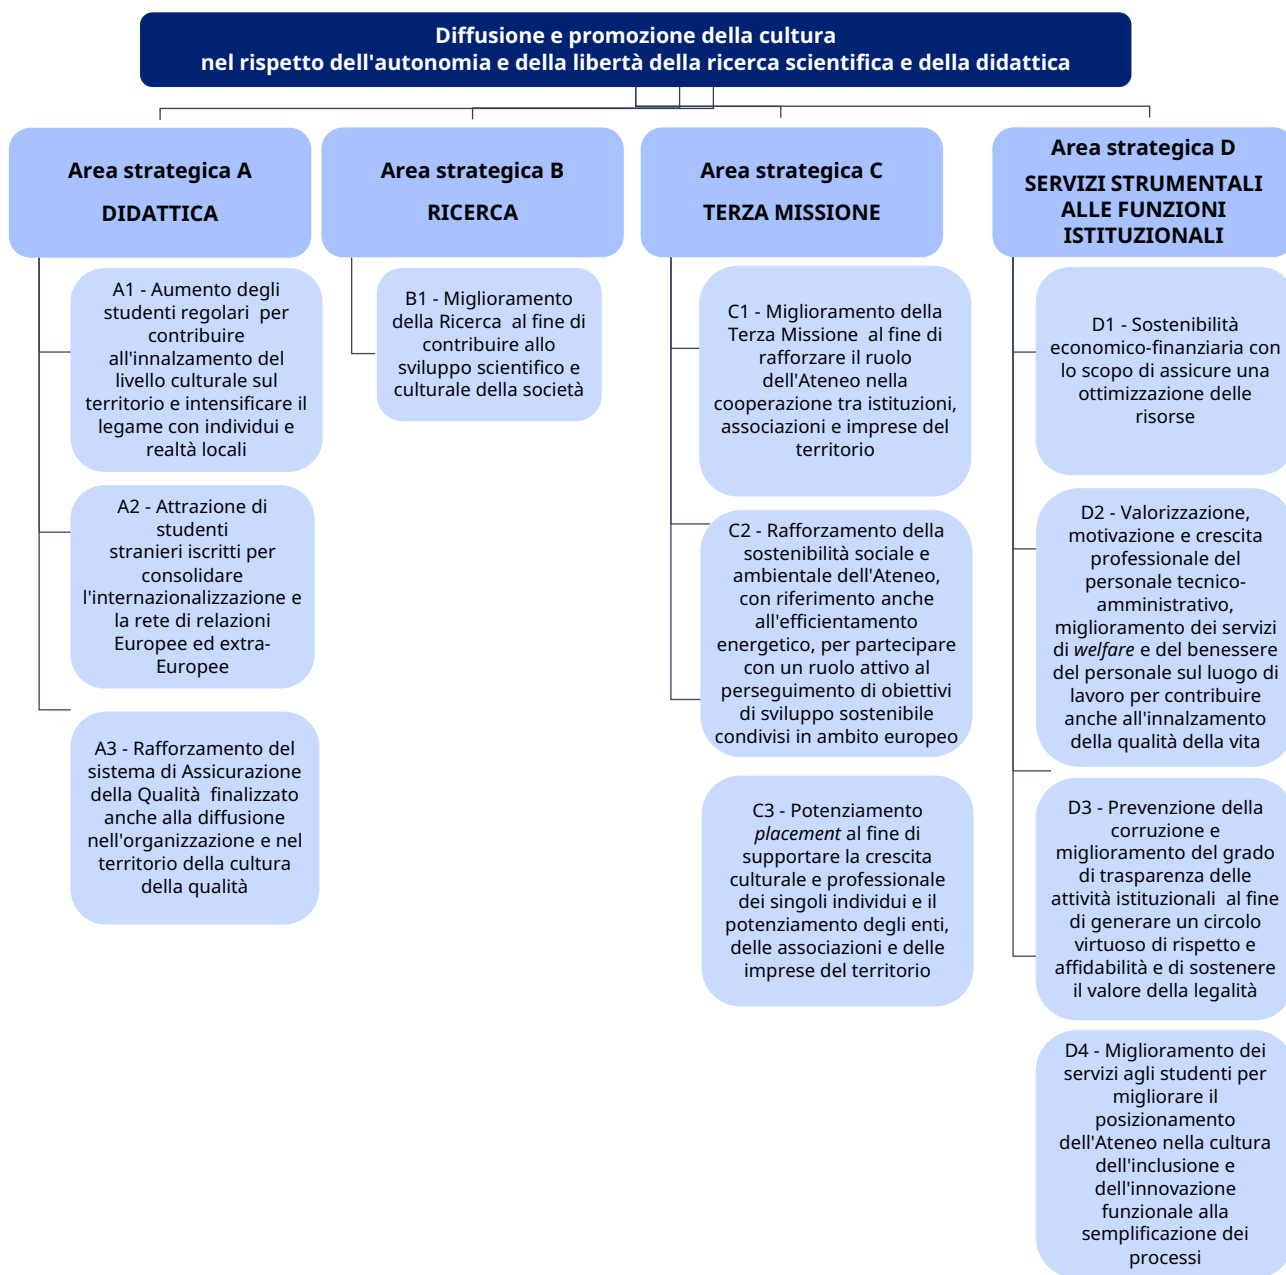 Diffusione e promozione della cultura
nel rispetto dell'autonomia e della libertà della ricerca scientifica e della didattica
Area strategica A
DIDATTICA
A1 - Aumento degli
studenti regolari  per
contribuire
all'innalzamento del
livello culturale sul
territorio e intensificare il
legame con individui e
realtà locali
A2 - Attrazione di
studenti
stranieri iscritti per
consolidare
l'internazionalizzazione e
la rete di relazioni
Europee ed extra-
Europee
A3 - Rafforzamento del
sistema di Assicurazione
della Qualità  finalizzato
anche alla diffusione
nell'organizzazione e nel
territorio della cultura
della qualità
Area strategica B
RICERCA
B1 - Miglioramento
della Ricerca  al fine di
contribuire allo
sviluppo scientifico e
culturale della società
Area strategica C
TERZA MISSIONE
C1 - Miglioramento della
Terza Missione  al fine di
rafforzare il ruolo
dell'Ateneo nella
cooperazione tra istituzioni,
associazioni e imprese del
territorio
C2 - Rafforzamento della
sostenibilità sociale e
ambientale dell'Ateneo,
con riferimento anche
all'efficientamento
energetico, per partecipare
con un ruolo attivo al
perseguimento di obiettivi
di sviluppo sostenibile
condivisi in ambito europeo
C3 - Potenziamento
placement al fine di
supportare la crescita
culturale e professionale
dei singoli individui e il
potenziamento degli enti,
delle associazioni e delle
imprese del territorio
Area strategica D
SERVIZI STRUMENTALI
ALLE FUNZIONI
ISTITUZIONALI
D1 - Sostenibilità
economico-finanziaria con
lo scopo di assicure una
ottimizzazione delle
risorse
D2 - Valorizzazione,
motivazione e crescita
professionale del
personale tecnico-
amministrativo,
miglioramento dei servizi
di welfare e del benessere
del personale sul luogo di
lavoro per contribuire
anche all'innalzamento
della qualità della vita
D3 - Prevenzione della
corruzione e
miglioramento del grado
di trasparenza delle
attività istituzionali  al fine
di generare un circolo
virtuoso di rispetto e
affidabilità e di sostenere
il valore della legalità
D4 - Miglioramento dei
servizi agli studenti per
migliorare il
posizionamento
dell'Ateneo nella cultura
dell'inclusione e
dell'innovazione
funzionale alla
semplificazione dei
processi